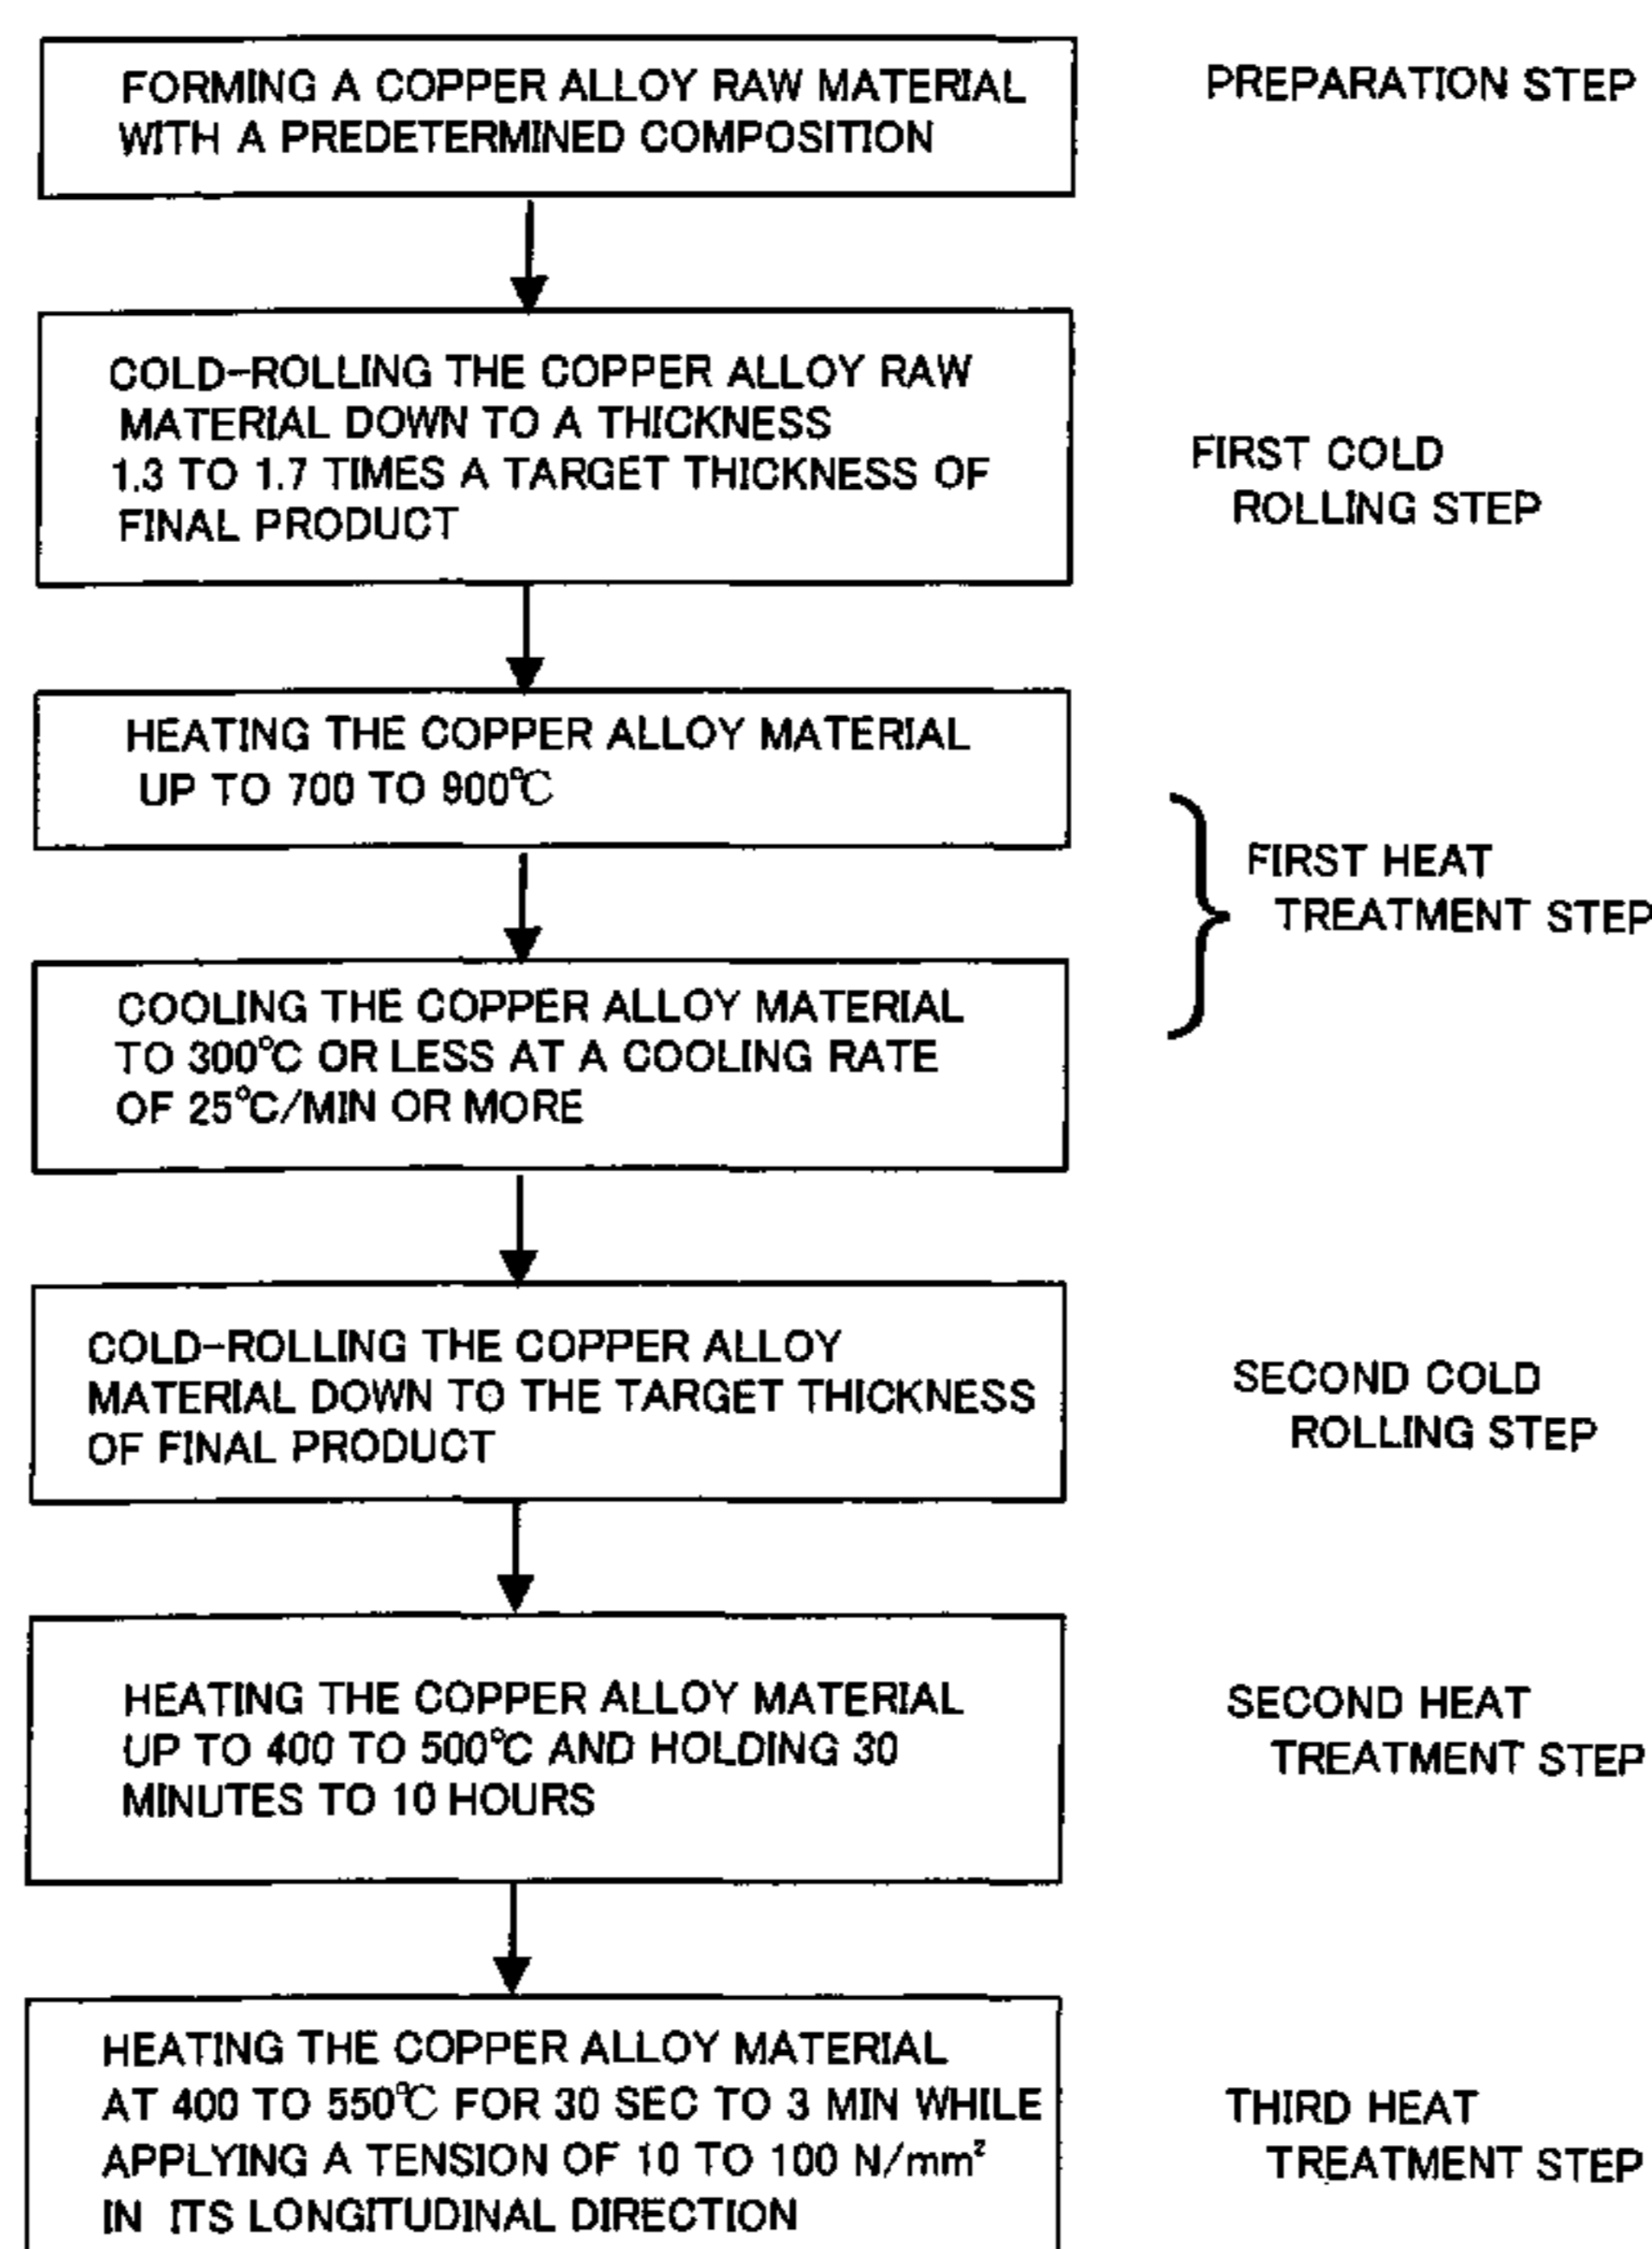 FORMING A COPPER ALLOY RAW MATERIAL
WITH A PREDETERMINED COMPOSITION
PREPARATION STEP
COLD-ROLLING THE COPPER ALLOY RAW
MATERIAL DOWN TO A THICKNESS
1.3 TO 1.7 TIMES A TARGET THICKNESS OF
FINAL PRODUCT
FIRST COLD
ROLLING STEP
HEATING THE COPPER ALLOY MATERIAL
UP TO 700 TO 900℃
FIRST HEAT
TREATMENT STEP
COOLING THE COPPER ALLOY MATERIAL
TO 300°C OR LESS AT A COOLING RATE
OF 25°C/MIN OR MORE
COLD-ROLLING THE COPPER ALLOY
MATERIAL DOWN TO THE TARGET THICKNESS
OF FINAL PRODUCT
SECOND COLD
ROLLING STEP
HEATING THE COPPER ALLOY MATERIAL
UP TO 400 TO 500°C AND HOLDING 30
MINUTES TO 10 HOURS
SECOND HEAT
TREATMENT STEP
HEATING THE COPPER ALLOY MATERIAL
AT 400 TO 550℃ FOR 30 SEC TO 3 MIN WHILE
APPLYING A TENSION OF 10 TO 100 N/mm²
IN ITS LONGITUDINAL DIRECTION
THIRD HEAT
TREATMENT STEP